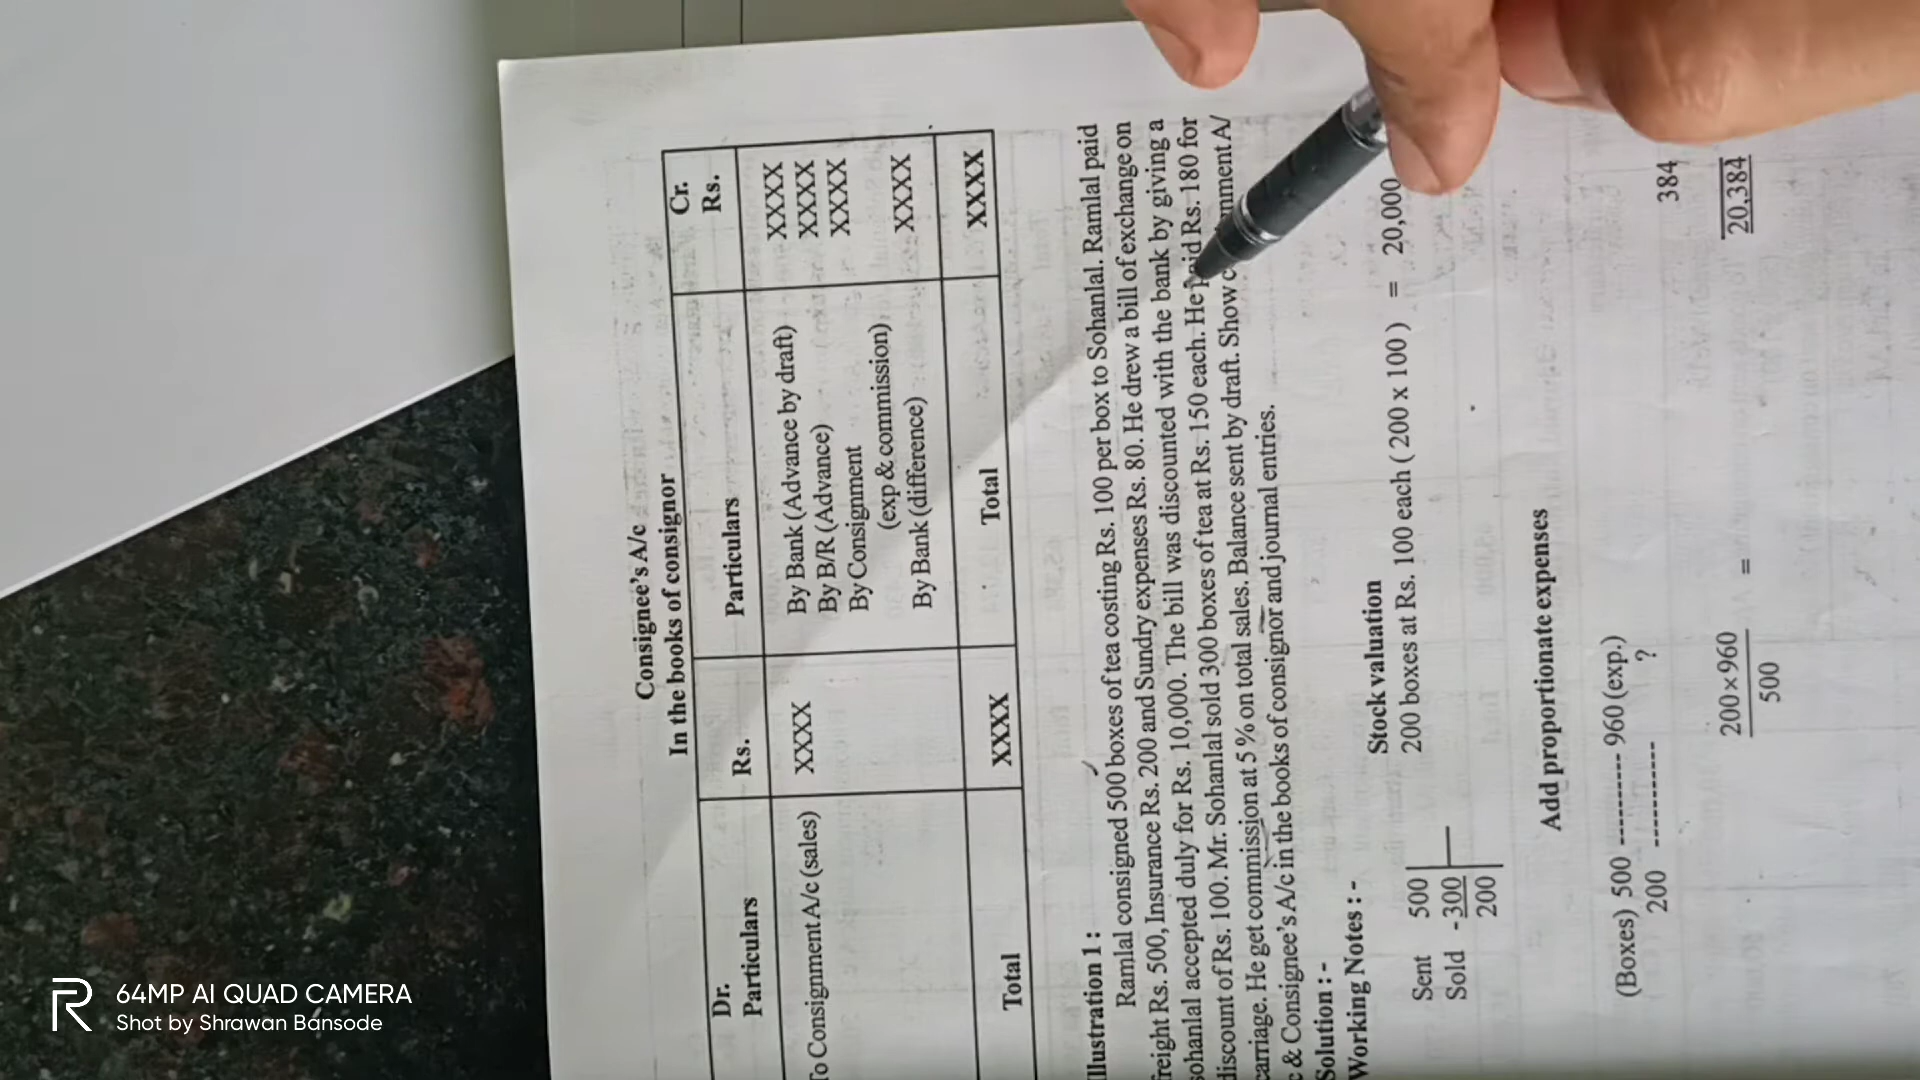 Consignee's A/c
In the books of consignor
Dr. Cr.
Particulars Rs. Particulars Rs.
To Consignment A/c (sales) XXXX By Bank (Advance by draft) XXXX
By B/R (Advance) XXXX
By Consignment XXXX
(exp & commission)
By Bank (difference) XXXX
Total XXXX Total XXXX
Illustration 1 :
Ramlal consigned 500 boxes of tea costing Rs. 100 per box to Sohanlal. Ramlal paid
freight Rs. 500, Insurance Rs. 200 and Sundry expenses Rs. 80. He drew a bill of exchange on
sohanlal accepted duly for Rs. 10,000. The bill was discounted with the bank by giving a
discount of Rs. 100. Mr. Sohanlal sold 300 boxes of tea at Rs. 150 each. He paid Rs. 180 for
carriage. He get commission at 5 % on total sales. Balance sent by draft. Show A/
c & Consignee's A/c in the books of consignor and journal entries.
Solution : -
Working Notes : -
Stock valuation
Sent 500 200 boxes at Rs. 100 each ( 200 x 100 ) = 20,000
Sold - 300
200
Add proportionate expenses
(Boxes) 500 ----------- 960 (exp.)
200 ------------- ?
384
200 × 960
500
=
20,384
64MP AI QUAD CAMERA
Shot by Shrawan Bansode